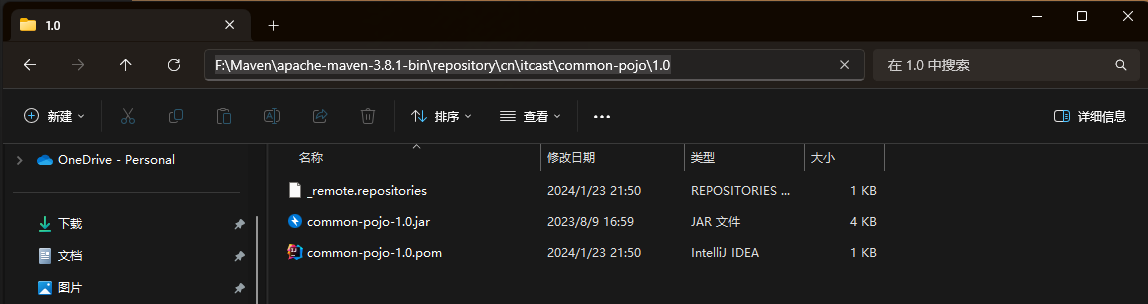 1.0
F:\Maven\apache-maven-3.8.1-bin\repository\cn\itcast\common-pojo\1.0
在 1.0 中搜索
新建
排序
查看
详细信息
OneDrive - Personal
下载
文档
图片
名称 修改日期 类型 大小
_remote.repositories 2024/1/23 21:50 REPOSITORIES ... 1 KB
common-pojo-1.0.jar 2023/8/9 16:59 JAR 文件 4 KB
common-pojo-1.0.pom 2024/1/23 21:50 IntelliJ IDEA 1 KB